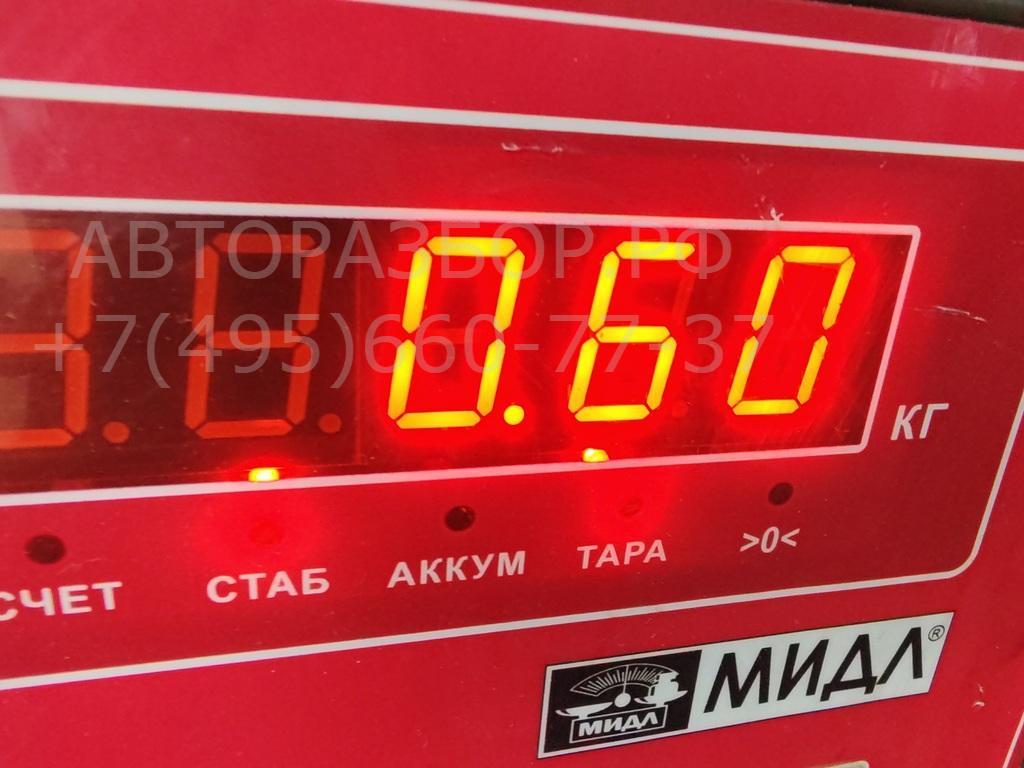 АВТОРАЗБОР.РФ
+7(495)660-77-37
0.60
КГ
СЧЕТ СТАБ АККУМ ТАРА >0<
МИДЛ МИДЛ®